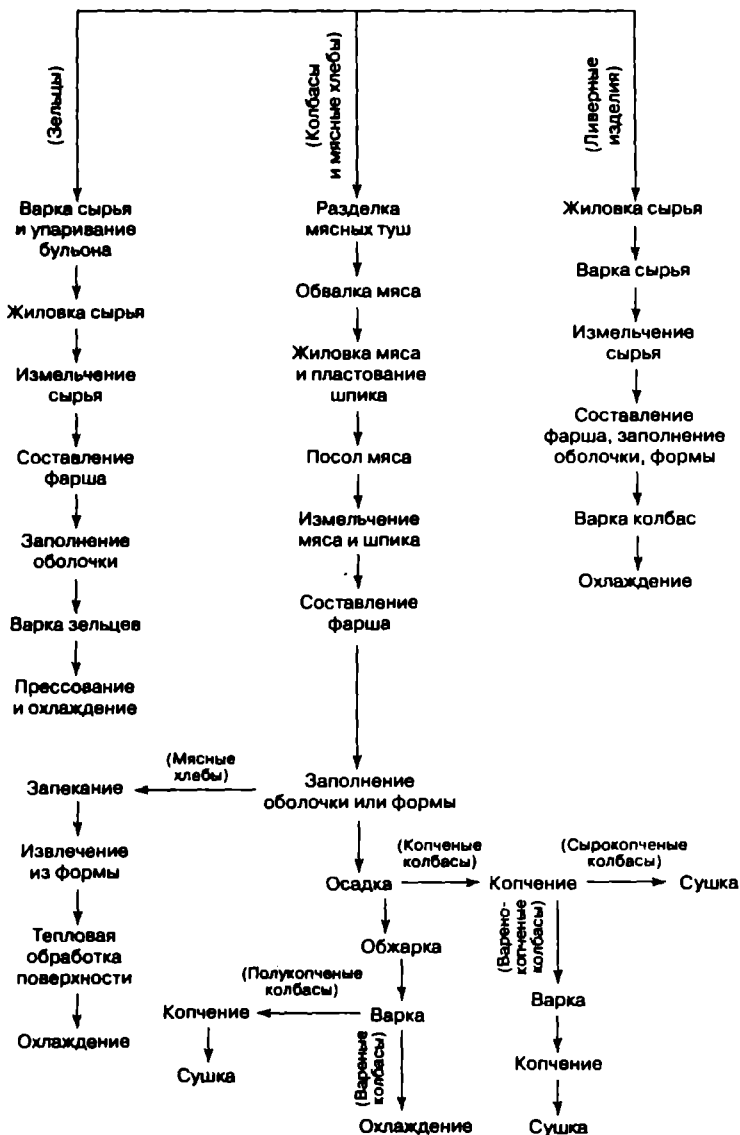 (Зельцы)
(Колбасы
и мясные хлебы)
(Ливерные
изделия)
Варка сырья
и упаривание
бульона
Жиловка сырья
Измельчение
сырья
Составление
фарша
Заполнение
оболочки
Варка зельцев
Прессование
и охлаждение
Разделка
мясных туш
Обвалка мяса
Жиловка мяса
и пластование
шпика
Посол мяса
Измельчение
мяса и шпика
Составление
фарша
Жиловка сырья
Варка сырья
Измельчение
сырья
Составление
фарша, заполнение
оболочки, формы
Варка колбас
Охлаждение
Заполнение
оболочки или формы
(Мясные
хлебы)
Запекание
Извлечение
из формы
Тепловая
обработка
поверхности
Охлаждение
Осадка
(Копченые
колбасы)
Копчение
(Сырокопченые
колбасы)
Сушка
Обжарка
Варка
(Полукопченые
колбасы)
Копчение
Сушка
(Вареные
колбасы)
Охлаждение
(Варено-
копченые
колбасы)
Варка
Копчение
Сушка